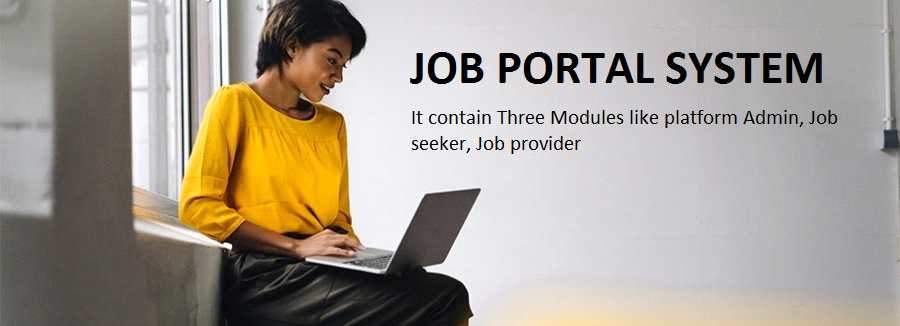 JOB PORTAL SYSTEM
It contain Three Modules like platform Admin, Job
seeker, Job provider